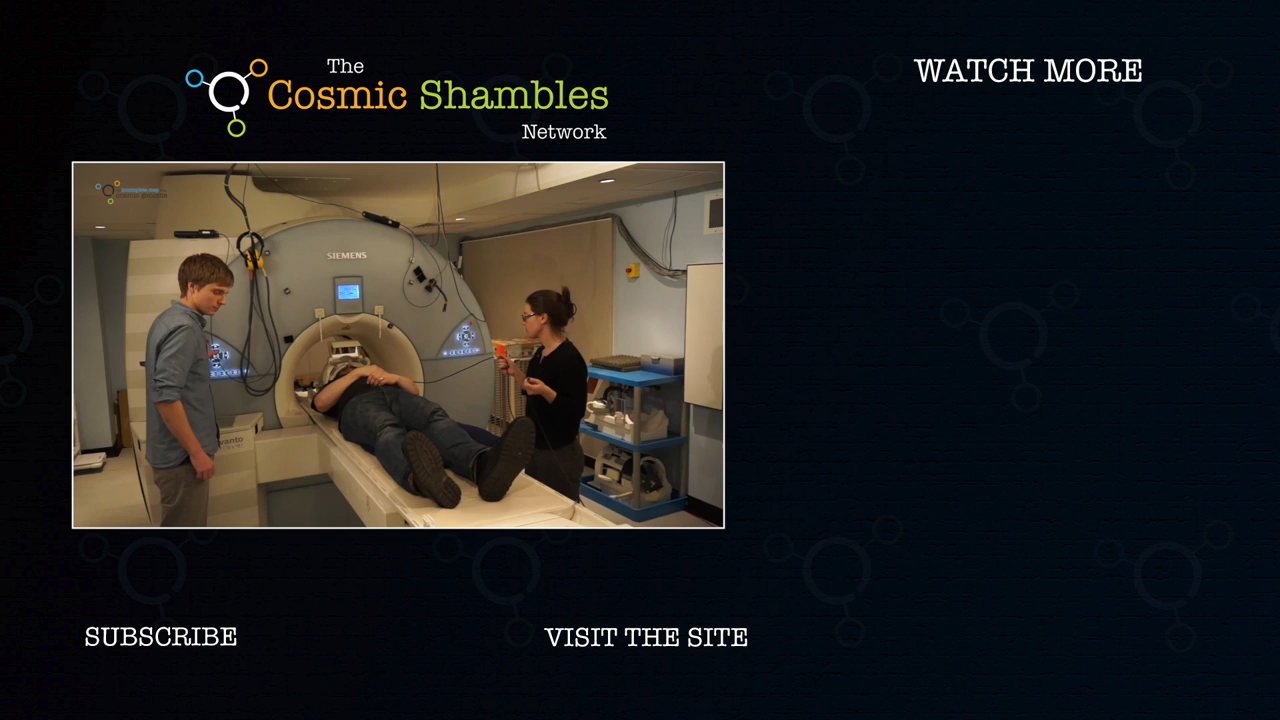 The
Cosmic Shambles
Network
WATCH MORE
SIEMENS
SUBSCRIBE
VISIT THE SITE